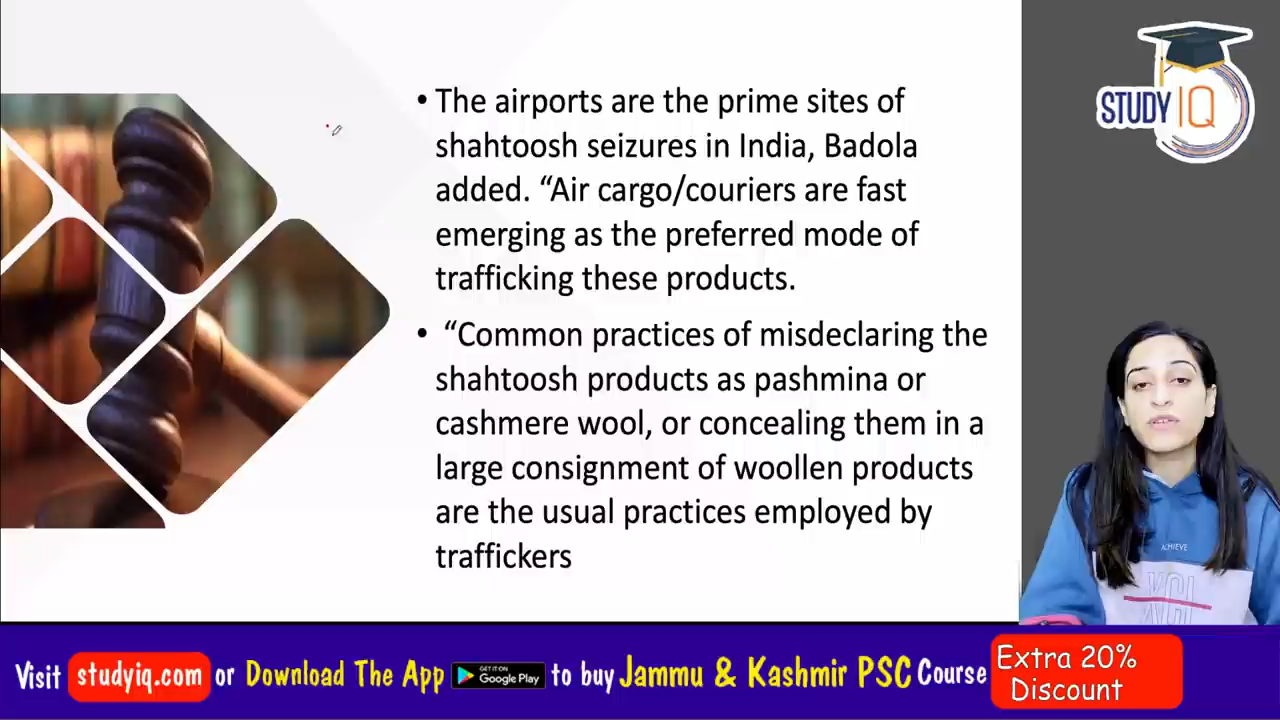 • The airports are the prime sites of
shahtoosh seizures in India, Badola
added. “Air cargo/couriers are fast
emerging as the preferred mode of
trafficking these products.
• “Common practices of misdeclaring the
shahtoosh products as pashmina or
cashmere wool, or concealing them in a
large consignment of woollen products
are the usual practices employed by
traffickers
STUDY IQ
ACHIEVE
Visit studyiq.com or Download The App GET IT ON Google Play to buy Jammu & Kashmir PSC Course
Extra 20%
Discount